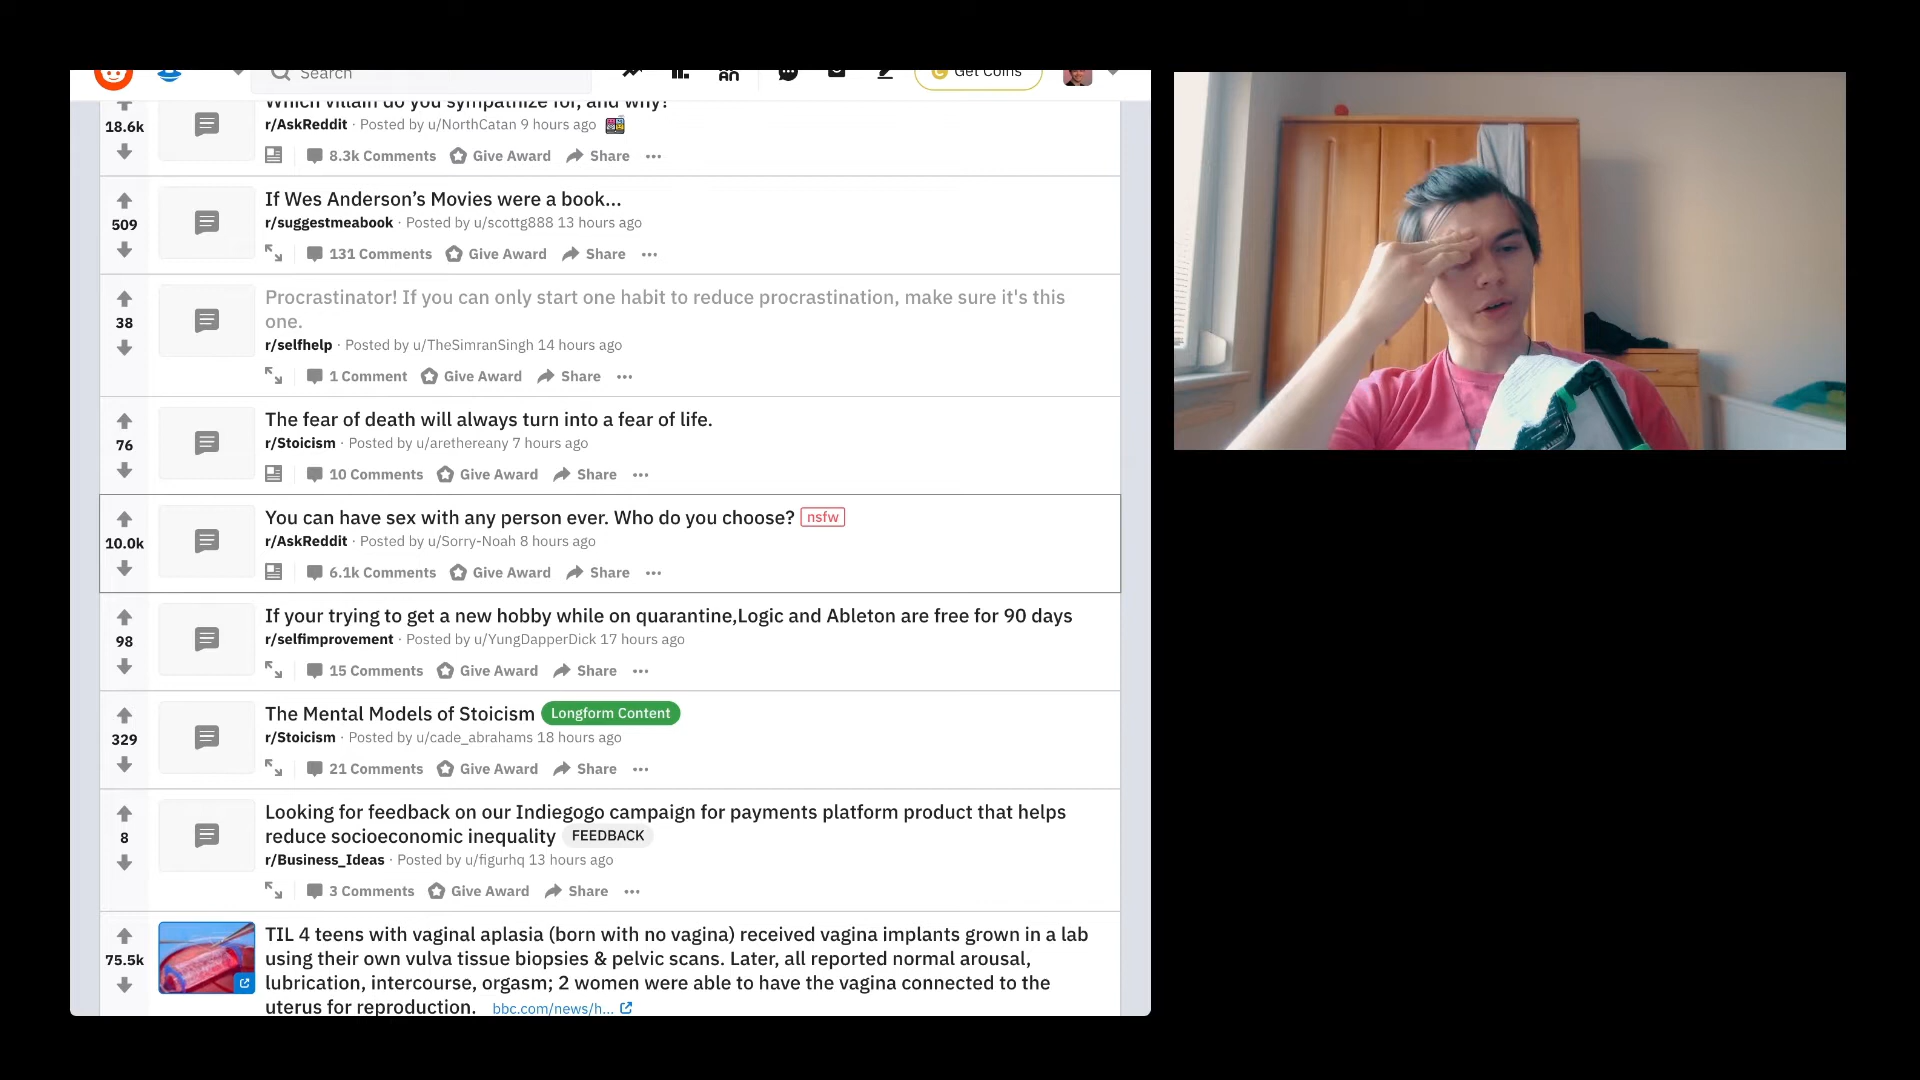 Search
Get Coins
Which villain do you sympathize for, and why?
18.6k
r/AskReddit · Posted by u/NorthCatan 9 hours ago
8.3k Comments Give Award Share
If Wes Anderson’s Movies were a book...
509
r/suggestmeabook · Posted by u/scottg888 13 hours ago
131 Comments Give Award Share
Procrastinator! If you can only start one habit to reduce procrastination, make sure it's this
one.
38
r/selfhelp · Posted by u/TheSimranSingh 14 hours ago
1 Comment Give Award Share
The fear of death will always turn into a fear of life.
76
r/Stoicism · Posted by u/arethereany 7 hours ago
10 Comments Give Award Share
You can have sex with any person ever. Who do you choose? nsfw
10.0k
r/AskReddit · Posted by u/Sorry-Noah 8 hours ago
6.1k Comments Give Award Share
If your trying to get a new hobby while on quarantine,Logic and Ableton are free for 90 days
98
r/selfimprovement · Posted by u/YungDapperDick 17 hours ago
15 Comments Give Award Share
The Mental Models of Stoicism Longform Content
329
r/Stoicism · Posted by u/cade_abrahams 18 hours ago
21 Comments Give Award Share
Looking for feedback on our Indiegogo campaign for payments platform product that helps
reduce socioeconomic inequality FEEDBACK
8
r/Business_Ideas · Posted by u/figurhq 13 hours ago
3 Comments Give Award Share
TIL 4 teens with vaginal aplasia (born with no vagina) received vagina implants grown in a lab
75.5k
using their own vulva tissue biopsies & pelvic scans. Later, all reported normal arousal,
lubrication, intercourse, orgasm; 2 women were able to have the vagina connected to the
uterus for reproduction. bbc.com/news/h...